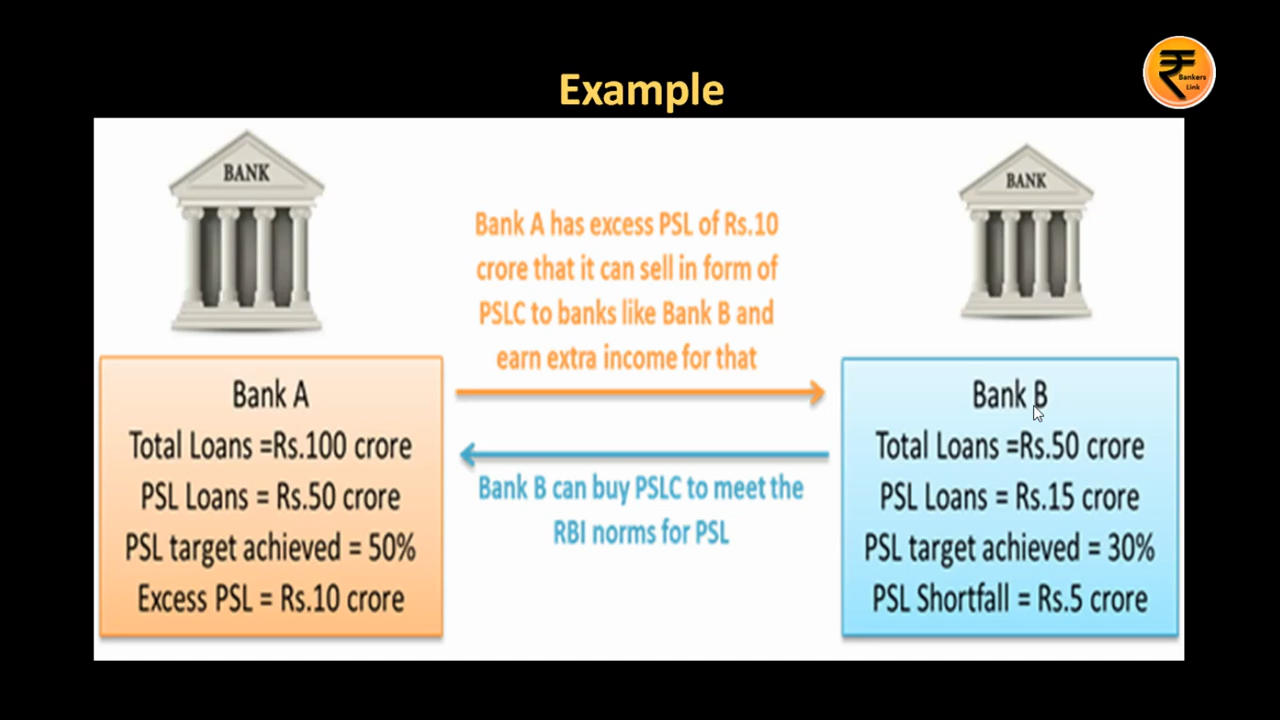 Example
Bankers
Link
BANK
BANK
Bank A has excess PSL of Rs.10
crore that it can sell in form of
PSLC to banks like Bank B and
earn extra income for that
Bank A
Total Loans =Rs.100 crore
PSL Loans = Rs.50 crore
PSL target achieved = 50%
Excess PSL = Rs.10 crore
Bank B can buy PSLC to meet the
RBI norms for PSL
Bank B
Total Loans =Rs.50 crore
PSL Loans = Rs.15 crore
PSL target achieved = 30%
PSL Shortfall = Rs.5 crore